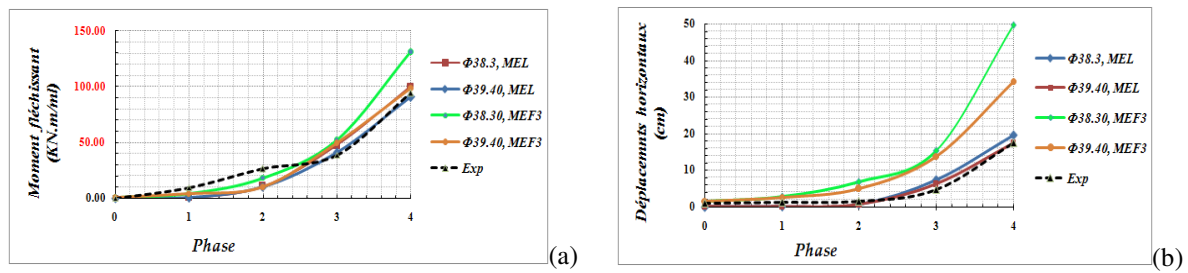 Moment fléchissant
(KN.m/ml)
150.00
100.00
50.00
0.00
0 1 2 3 4
Phase
Φ38.3, MEL
Φ39.40, MEL
Φ38.30, MEF3
Φ39.40, MEF3
Exp
(a)
Déplacemnts horizontaux
(cm)
50
40
30
20
10
0
0 1 2 3 4
Phase
Φ38.3, MEL
Φ39.40, MEL
Φ38.30, MEF3
Φ39.40, MEF3
Exp
(b)